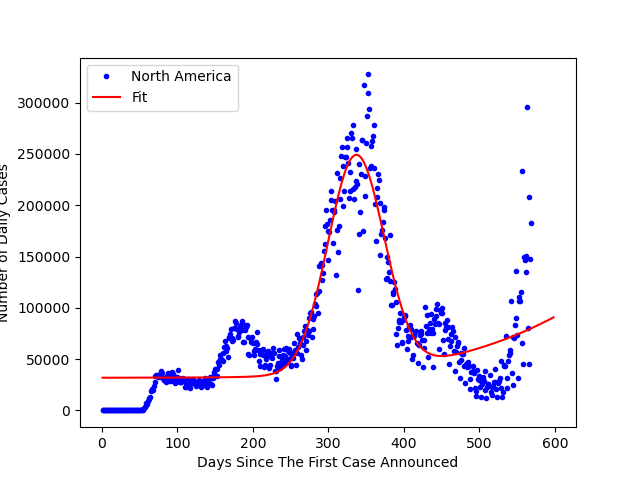 North America
Fit
300000
250000
200000
150000
100000
50000
0
Number of Daily Cases
0 100 200 300 400 500 600
Days Since The First Case Announced